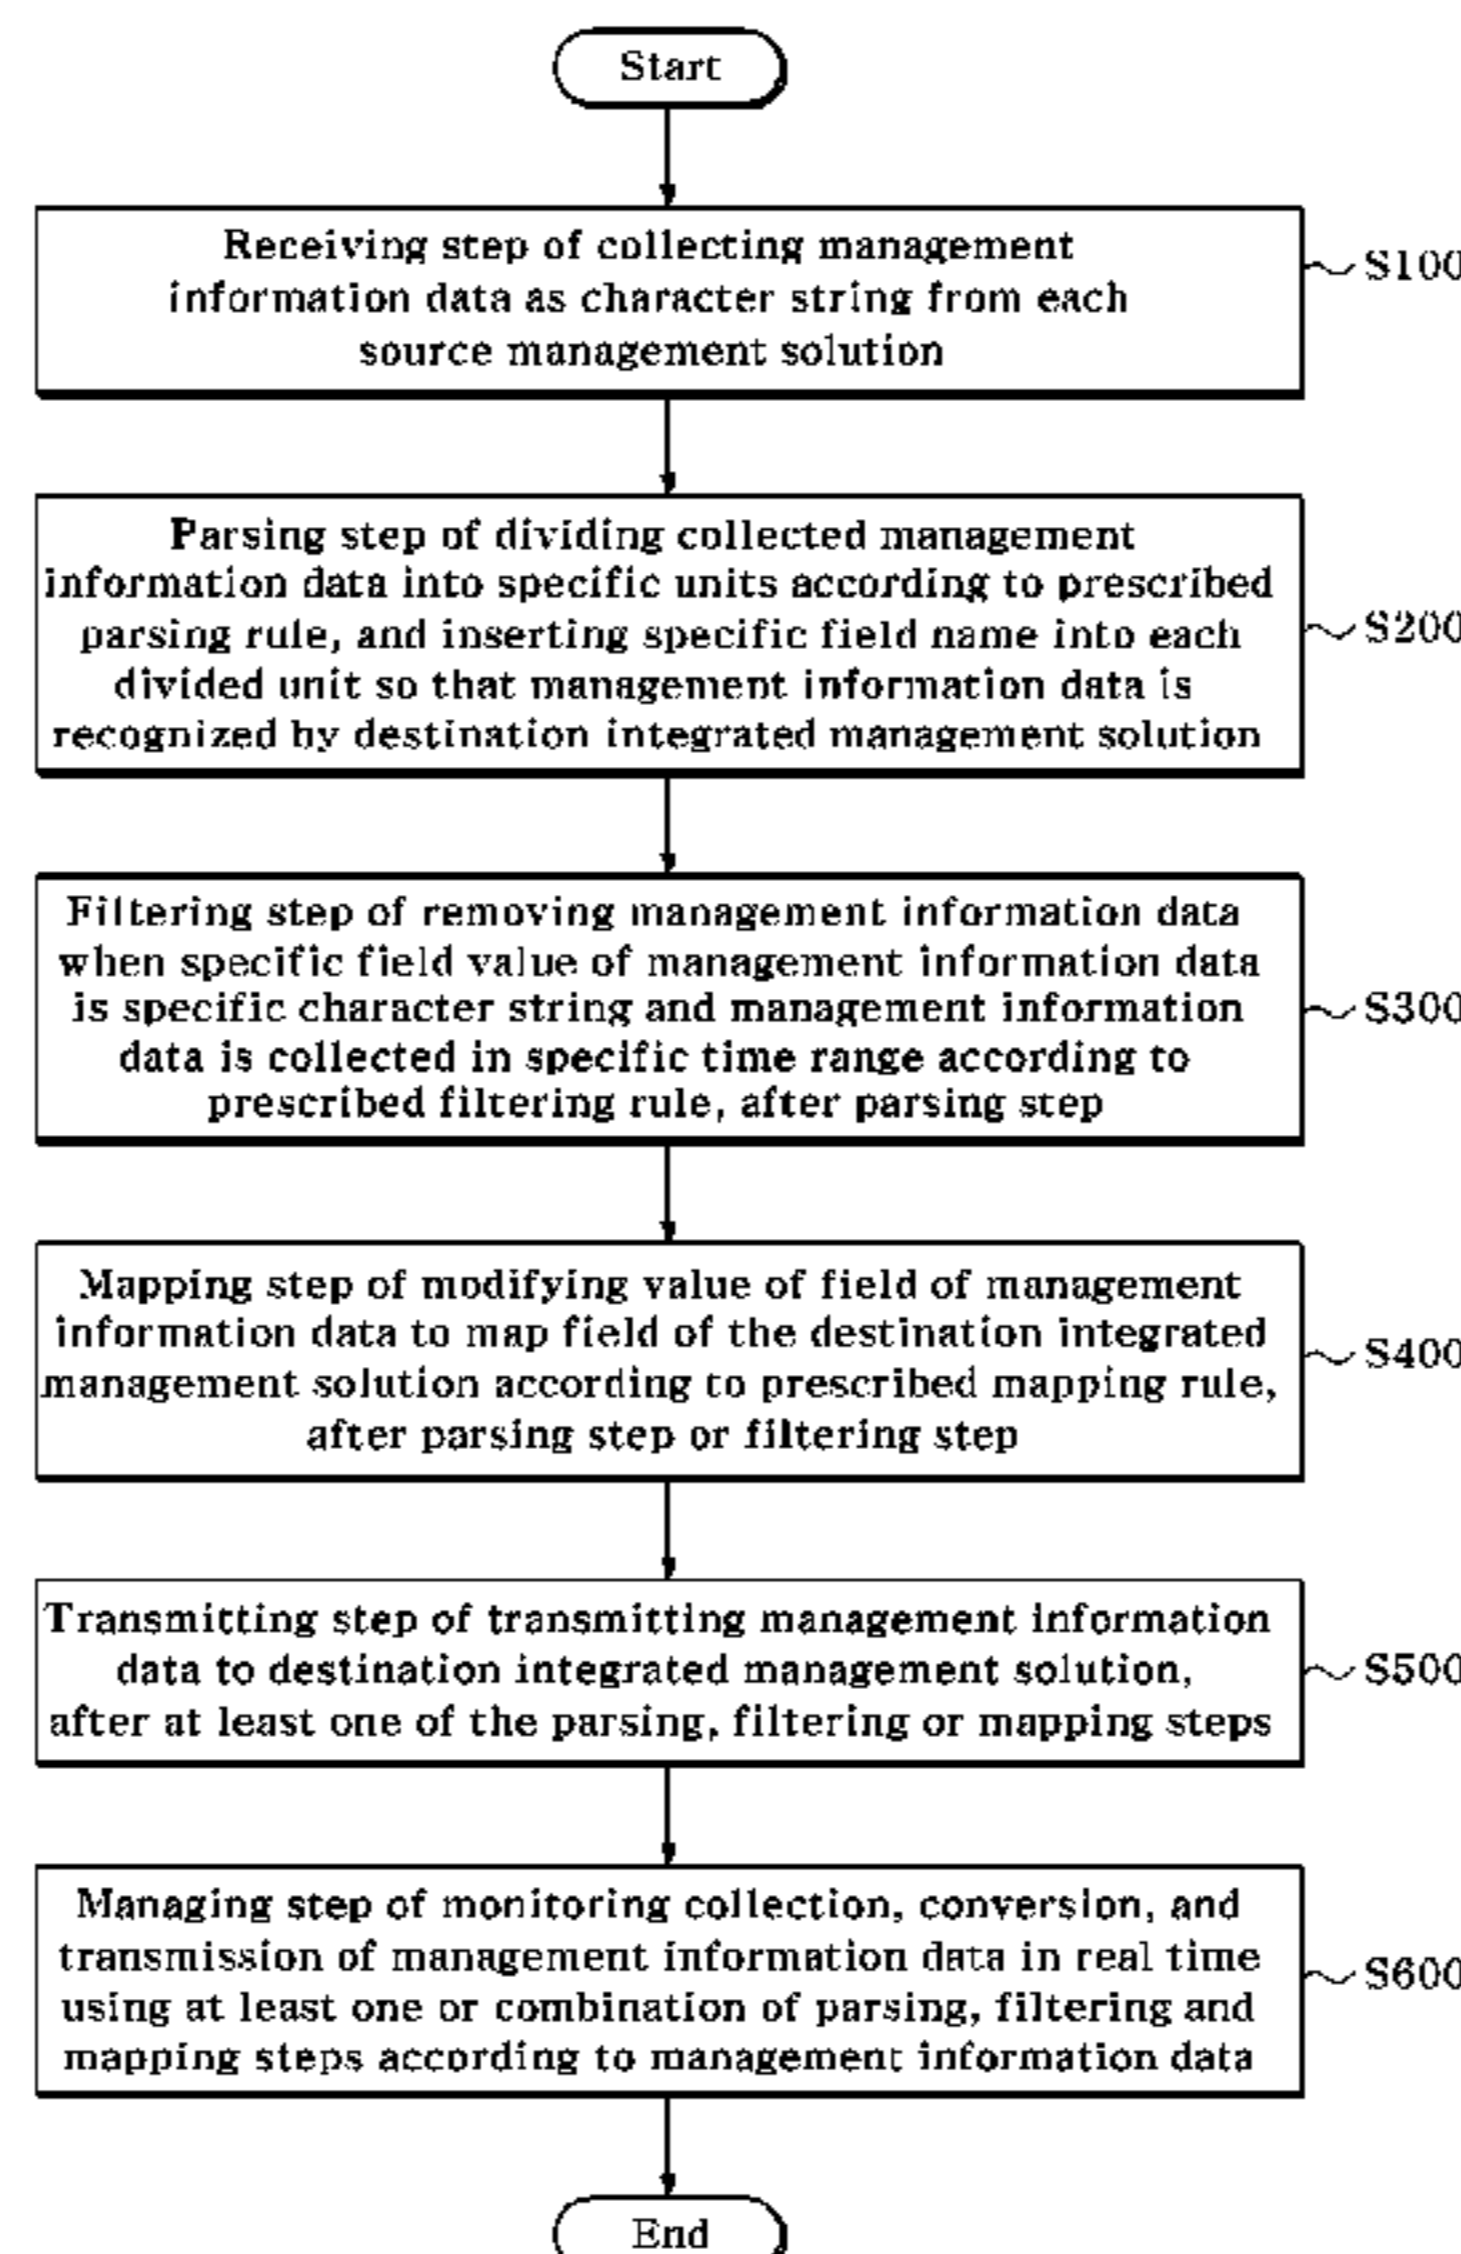 Start
Receiving step of collecting management
information data as character string from each
source management solution
S100
Parsing step of dividing collected management
information data into specific units according to prescribed
parsing rule, and inserting specific field name into each
divided unit so that management information data is
recognized by destination integrated management solution
S200
Filtering step of removing management information data
when specific field value of management information data
is specific character string and management information
data is collected in specific time range according to
prescribed filtering rule, after parsing step
S300
Mapping step of modifying value of field of management
information data to map field of the destination integrated
management solution according to prescribed mapping rule,
after parsing step or filtering step
S400
Transmitting step of transmitting management information
data to destination integrated management solution,
after at least one of the parsing, filtering or mapping steps
S500
Managing step of monitoring collection, conversion, and
transmission of management information data in real time
using at least one or combination of parsing, filtering and
mapping steps according to management information data
S600
End